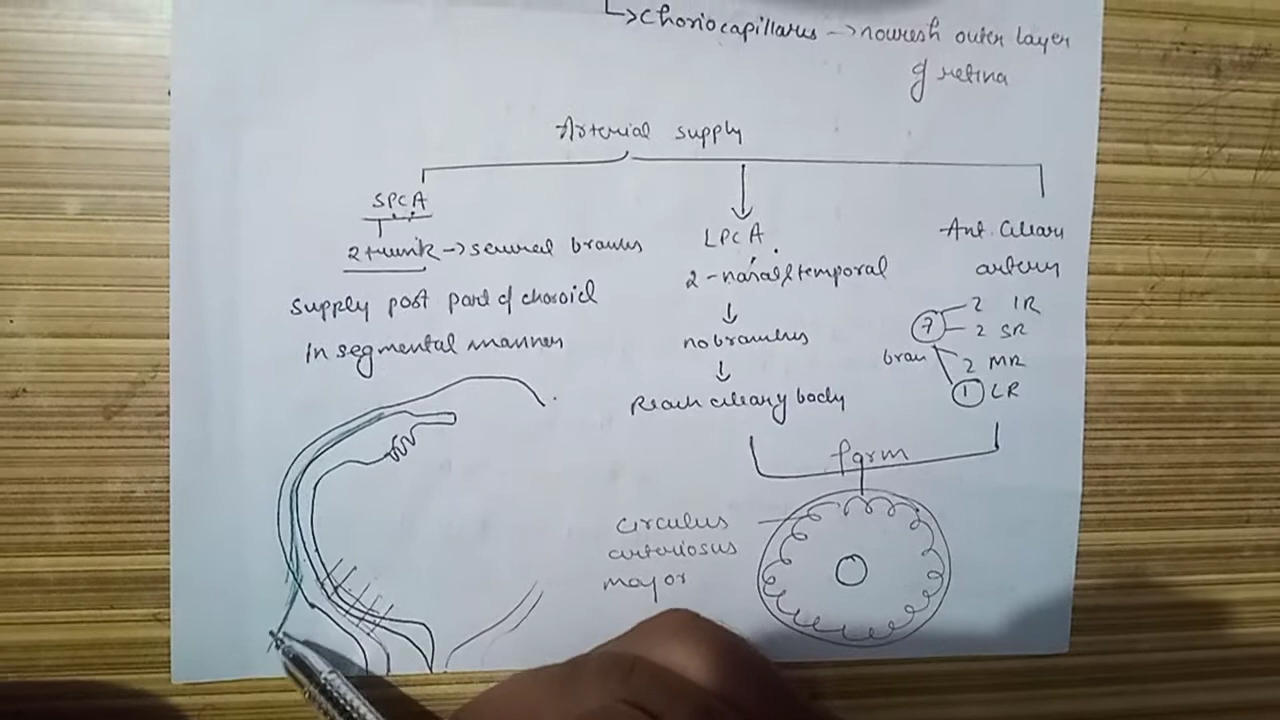 ↳ choriocapillaris → nourish outer layer
of retina
Arterial supply
SPCA
2 trunk → several branches
supply post part of choroid
In segmental manner
LPCA
2 - nasal & temporal
↓
no branches
↓
Reach ciliary body
Ant. Ciliary
artery
7 bran
2 IR
2 SR
2 MR
1 LR
form
circulus
arteriosus
major